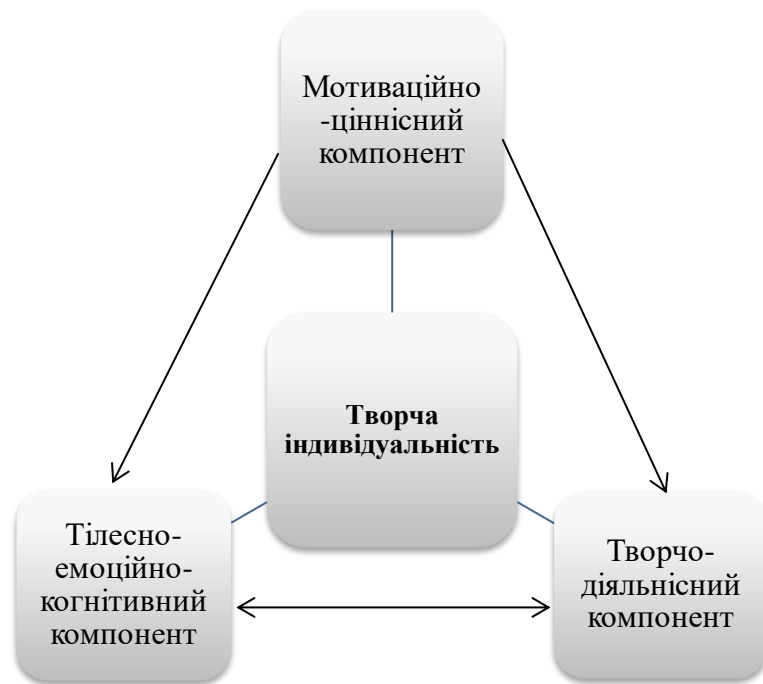 Мотиваційно
-ціннісний
компонент
Творча
індивідуальність
Тілесно-
емоційно-
когнітивний
компонент
Творчо-
діяльнісний
компонент